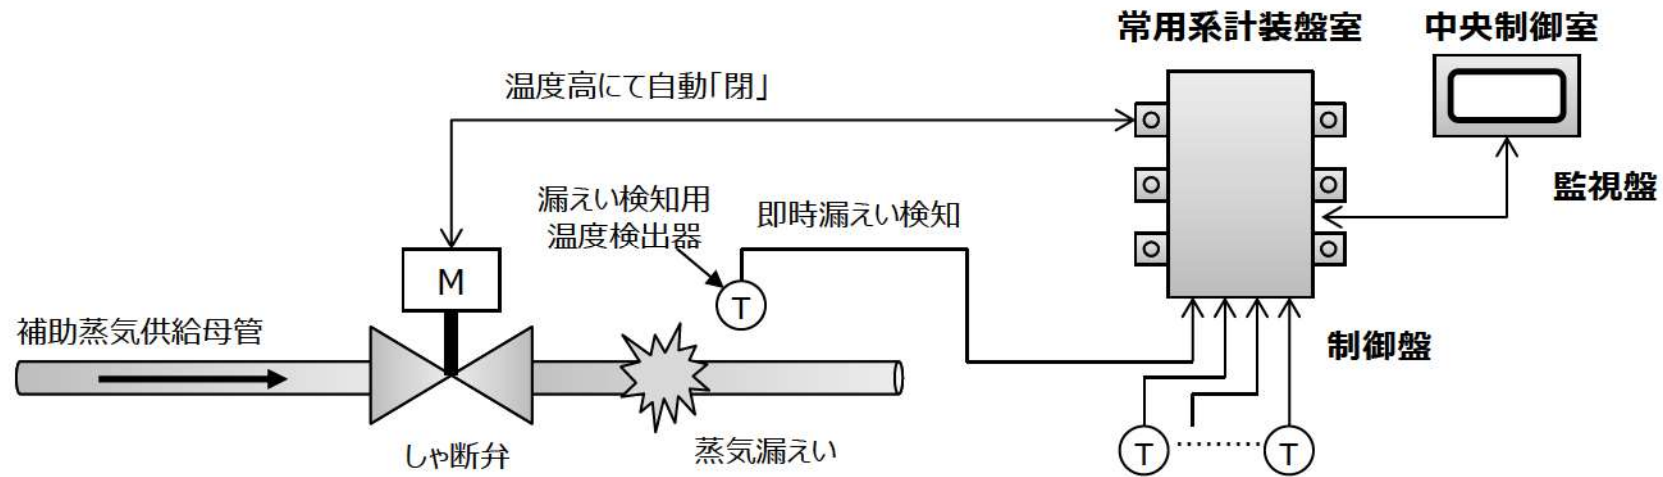 常用系計装盤室
中央制御室
温度高にて自動｢閉｣
漏えい検知用
温度検出器
即時漏えい検知
監視盤
M
T
補助蒸気供給母管
制御盤
しゃ断弁
蒸気漏えい
T ········· T